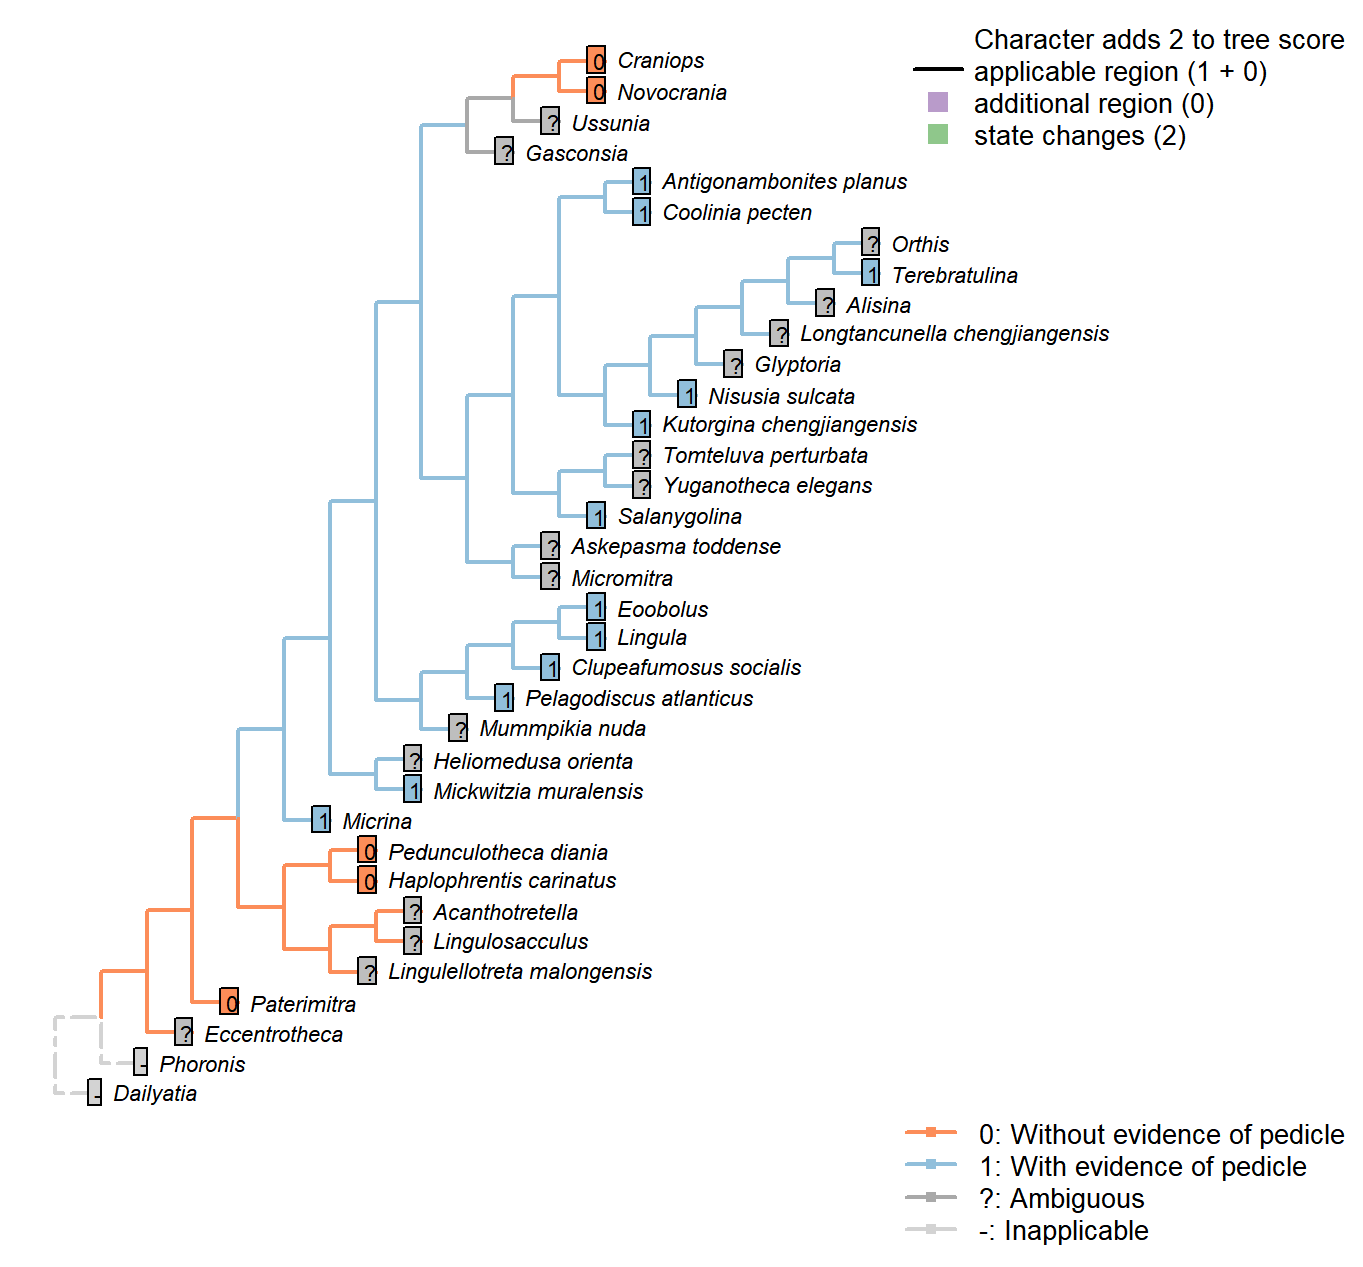 Character adds 2 to tree score
applicable region (1 + 0)
additional region (0)
state changes (2)
0 Craniops
0 Novocrania
? Ussunia
? Gasconsia
1 Antigonambonites planus
1 Coolinia pecten
? Orthis
1 Terebratulina
? Alisina
? Longtancunella chengjiangensis
? Glyptoria
1 Nisusia sulcata
1 Kutorgina chengjiangensis
? Tomteluva perturbata
? Yuganotheca elegans
1 Salanygolina
? Askepasma toddense
? Micromitra
1 Eoobolus
1 Lingula
1 Clupeafumosus socialis
1 Pelagodiscus atlanticus
? Mummpikia nuda
? Heliomedusa orienta
1 Mickwitzia muralensis
1 Micrina
0 Pedunculotheca diania
0 Haplophrentis carinatus
? Acanthotretella
? Lingulosacculus
? Lingulellotreta malongensis
0 Paterimitra
? Eccentrotheca
- Phoronis
- Dailyatia
0: Without evidence of pedicle
1: With evidence of pedicle
?: Ambiguous
-: Inapplicable